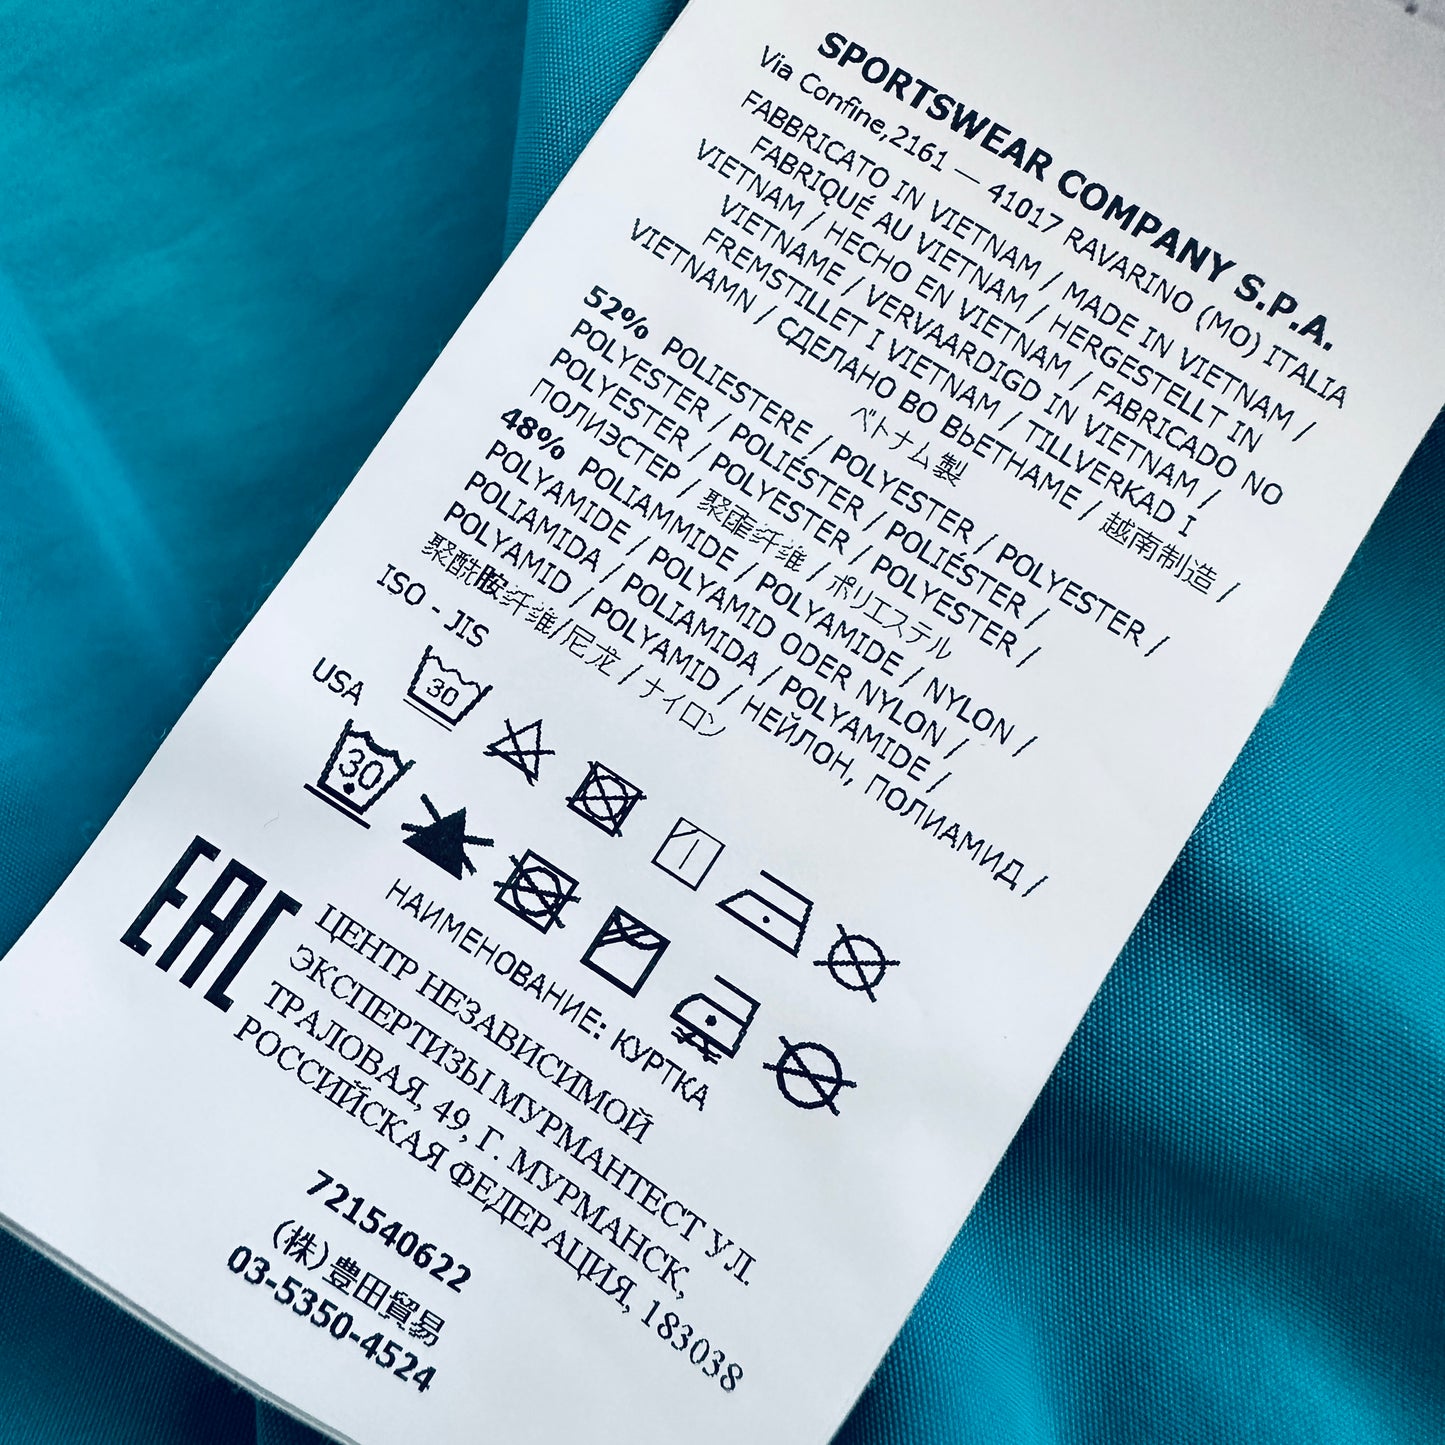 SPORTSWEAR COMPANY S.P.A.
Via Confine,2161 — 41017 RAVARINO (MO) ITALIA
FABBRICATO IN VIETNAM / MADE IN VIETNAM /
FABRIQUÉ AU VIETNAM / HERGESTELLT IN
VIETNAM / HECHO EN VIETNAM / FABRICADO NO
VIETNAME / VERVAARDIGD IN VIETNAM /
FREMSTILLET I VIETNAM / TILLVERKAD I
VIETNAMN / СДЕЛАНО ВО ВЬЕТНАМЕ / 越南制造 /
ベトナム製
52% POLIESTERE / POLYESTER / POLYESTER /
POLYESTER / POLIÉSTER / POLIÉSTER /
POLYESTER / POLYESTER / POLYESTER /
ПОЛИЭСТЕР / 聚酯纤维 / ポリエステル
48% POLIAMMIDE / POLYAMIDE / NYLON /
POLYAMIDE / POLYAMID ODER NYLON /
POLIAMIDA / POLIAMIDA / POLYAMIDE /
POLYAMID / POLYAMID / НЕЙЛОН, ПОЛИАМИД /
聚酰胺纤维/尼龙 / ナイロン
ISO - JIS
30
USA
30
НАИМЕНОВАНИЕ: КУРТКА
EAC
ЦЕНТР НЕЗАВИСИМОЙ
ЭКСПЕРТИЗЫ МУРМАНТЕСТ УЛ.
ТРАЛОВАЯ, 49, Г. МУРМАНСК,
РОССИЙСКАЯ ФЕДЕРАЦИЯ, 183038
721540622
(株)豊田貿易
03-5350-4524